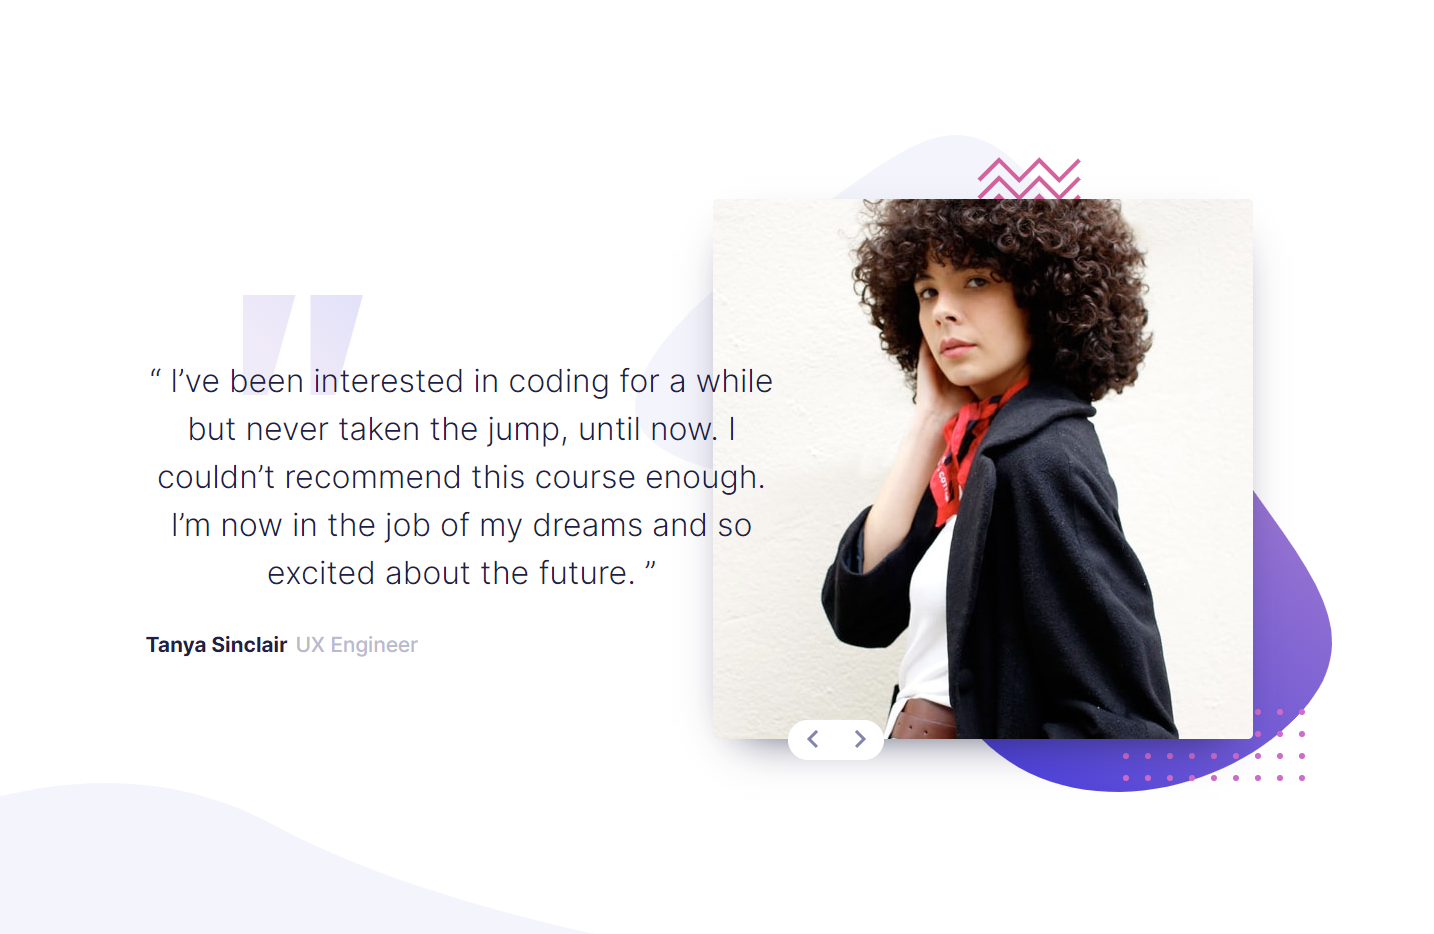 “ I’ve been interested in coding for a while
but never taken the jump, until now. I
couldn’t recommend this course enough.
I’m now in the job of my dreams and so
excited about the future. ”
Tanya Sinclair UX Engineer